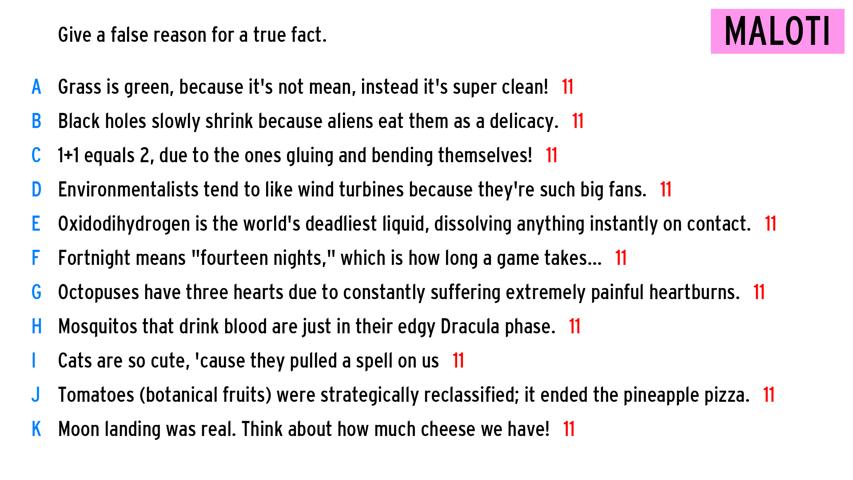 Give a false reason for a true fact.
MALOTI
A Grass is green, because it's not mean, instead it's super clean! 11
B Black holes slowly shrink because aliens eat them as a delicacy. 11
C 1+1 equals 2, due to the ones gluing and bending themselves! 11
D Environmentalists tend to like wind turbines because they're such big fans. 11
E Oxidodihydrogen is the world's deadliest liquid, dissolving anything instantly on contact. 11
F Fortnight means "fourteen nights," which is how long a game takes... 11
G Octopuses have three hearts due to constantly suffering extremely painful heartburns. 11
H Mosquitos that drink blood are just in their edgy Dracula phase. 11
I Cats are so cute, 'cause they pulled a spell on us 11
J Tomatoes (botanical fruits) were strategically reclassified; it ended the pineapple pizza. 11
K Moon landing was real. Think about how much cheese we have! 11